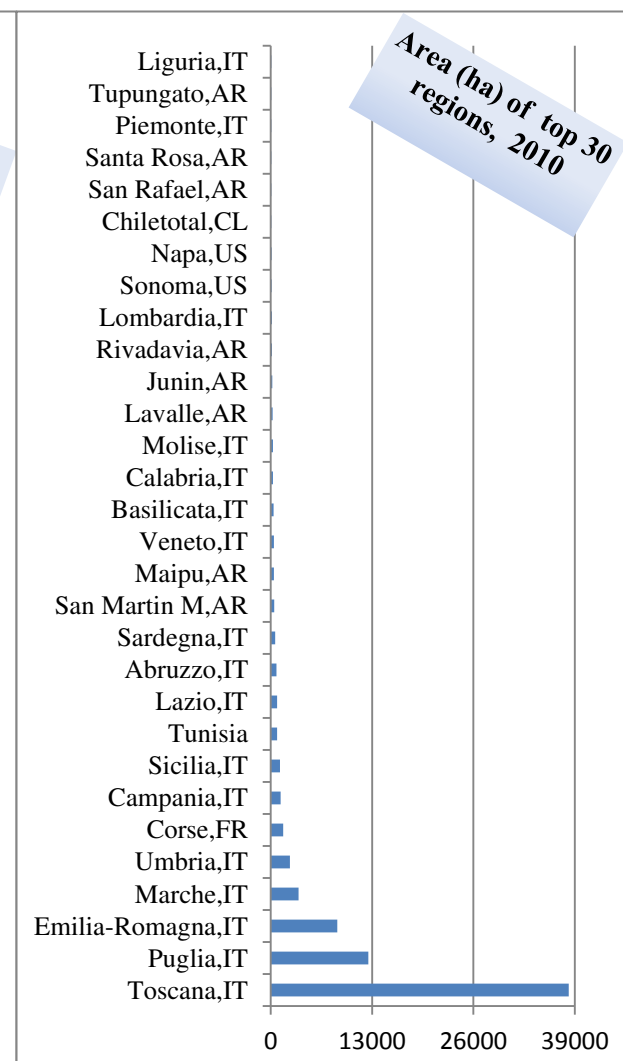 Area (ha) of top 30
regions, 2010
Liguria,IT
Tupungato,AR
Piemonte,IT
Santa Rosa,AR
San Rafael,AR
Chiletotal,CL
Napa,US
Sonoma,US
Lombardia,IT
Rivadavia,AR
Junin,AR
Lavalle,AR
Molise,IT
Calabria,IT
Basilicata,IT
Veneto,IT
Maipu,AR
San Martin M,AR
Sardegna,IT
Abruzzo,IT
Lazio,IT
Tunisia
Sicilia,IT
Campania,IT
Corse,FR
Umbria,IT
Marche,IT
Emilia-Romagna,IT
Puglia,IT
Toscana,IT
0 13000 26000 39000